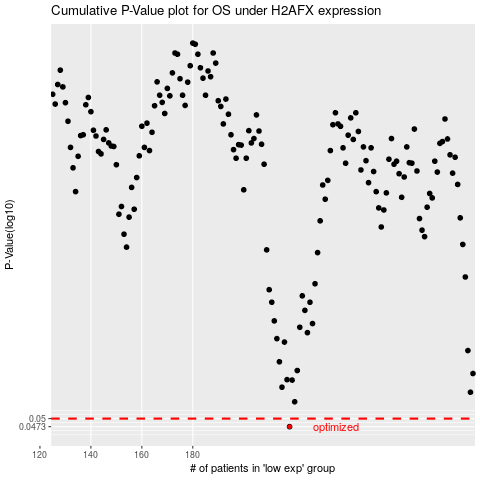 Cumulative P-Value plot for OS under H2AFX expression
P-Value(log10)
0.05
0.0473
optimized
120 140 160 180
# of patients in 'low exp' group